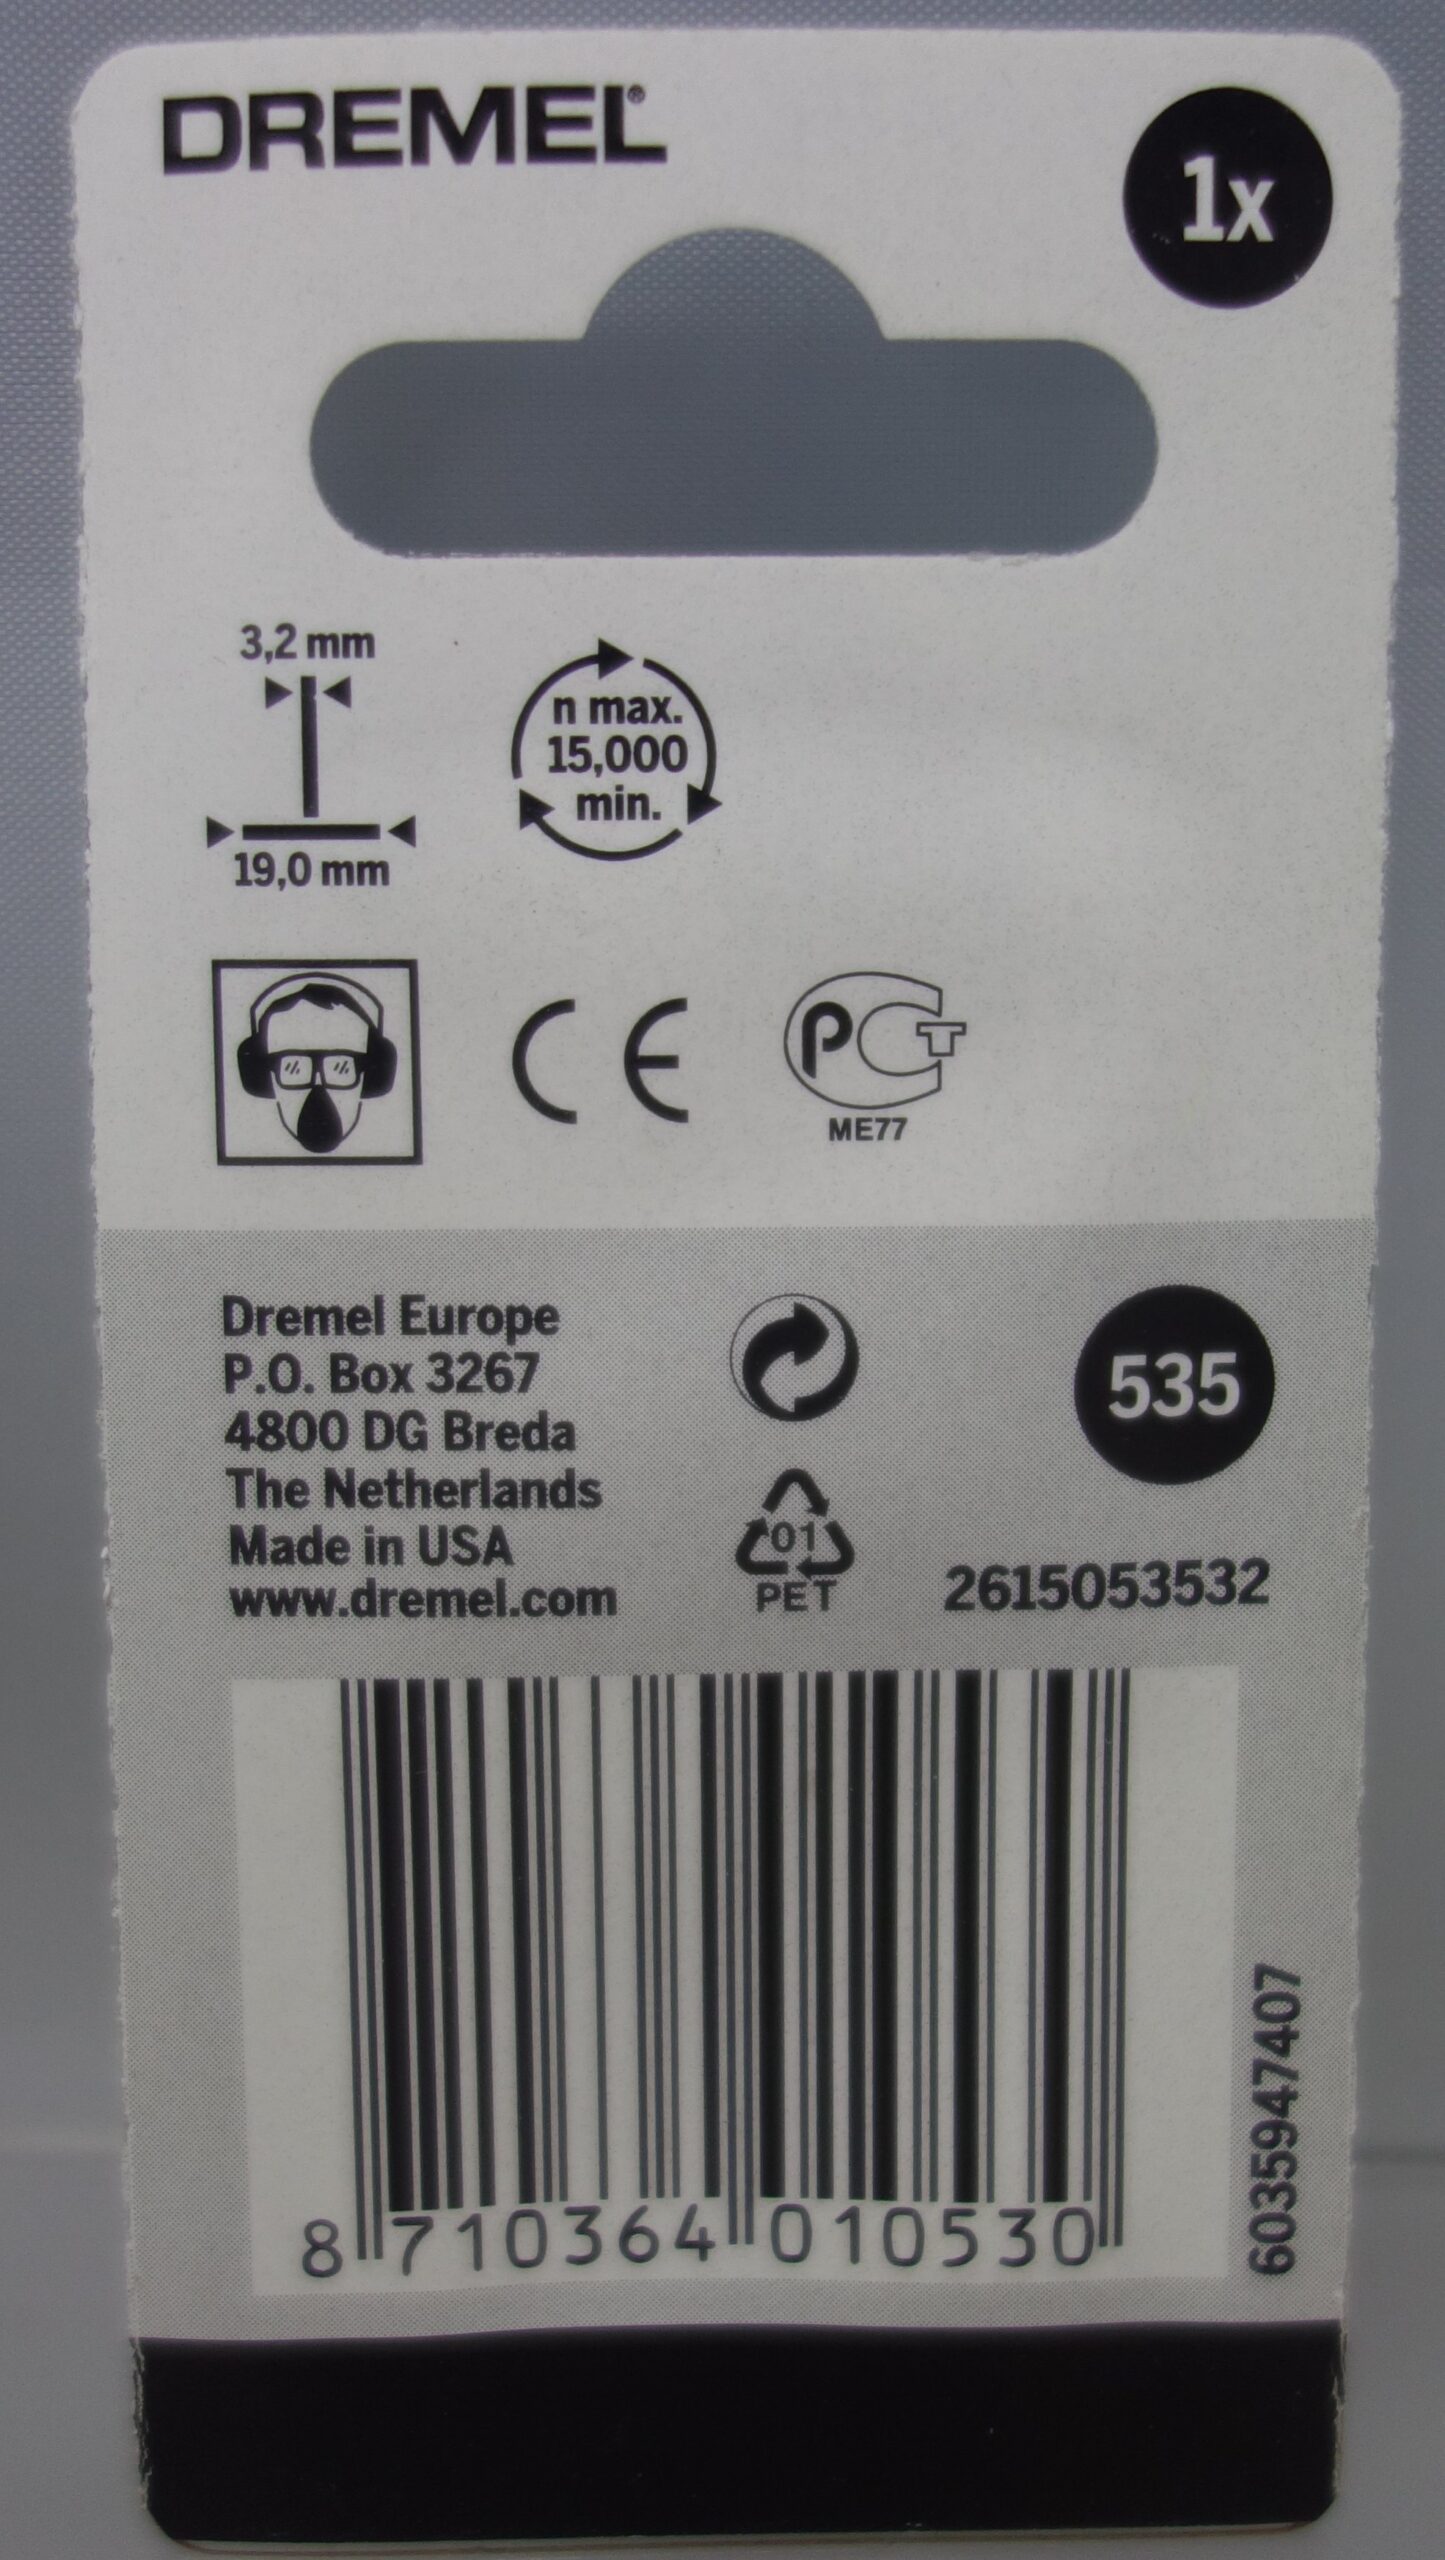 DREMEL®
1x
3,2 mm
19,0 mm
n max.
15,000
min.
CE
PCT
ME77
Dremel Europe
P.O. Box 3267
4800 DG Breda
The Netherlands
Made in USA
www.dremel.com
01
PET
535
2615053532
8 710364 010530
6035947407